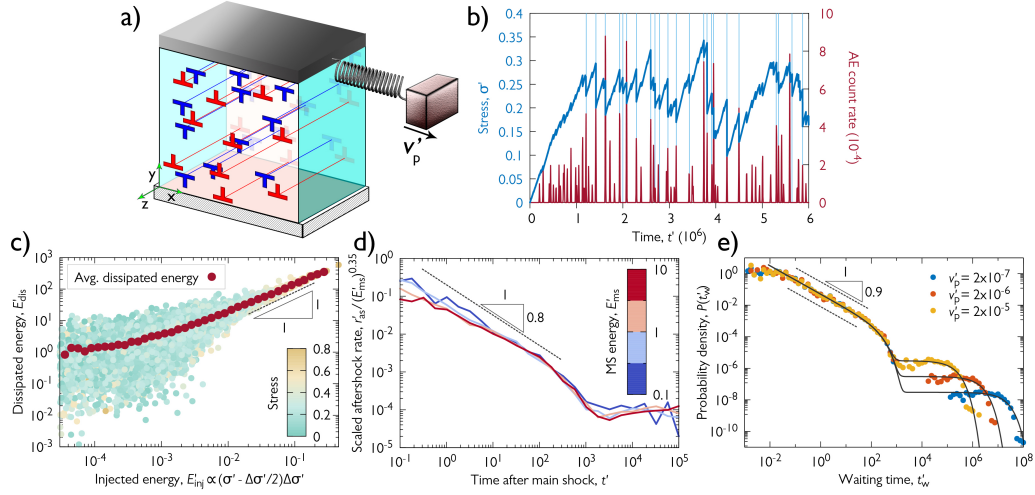 a)
y
x
z
v'p
b)
Stress, σ'
0.4
0.35
0.3
0.25
0.2
0.15
0.1
0.05
0
0 1 2 3 4 5 6
Time, t' (10⁶)
10
8
6
4
2
0
AE count rate (10⁻⁴)
c)
Dissipated energy, E'dis
10³
10²
10¹
10⁰
10⁻¹
10⁻²
10⁻³
Avg. dissipated energy
1
1
Stress
0.8
0.6
0.4
0.2
0
10⁻⁴ 10⁻³ 10⁻² 10⁻¹
Injected energy, E'inj ∝(σ' - Δσ'/2)Δσ'
d)
Scaled aftershock rate, r'as/ (E'ms)^0.35
10⁰
10⁻¹
10⁻²
10⁻³
10⁻⁴
10⁻⁵
1
0.8
MS energy, E'ms
10
1
0.1
10⁻¹ 10⁰ 10¹ 10² 10³ 10⁴ 10⁵
Time after main shock, t'
e)
Probability density, P(t'w)
10⁰
10⁻²
10⁻⁴
10⁻⁶
10⁻⁸
10⁻¹⁰
1
0.9
v'p = 2x10⁻⁷
v'p = 2x10⁻⁶
v'p = 2x10⁻⁵
10⁻² 10⁰ 10² 10⁴ 10⁶ 10⁸
Waiting time, t'w